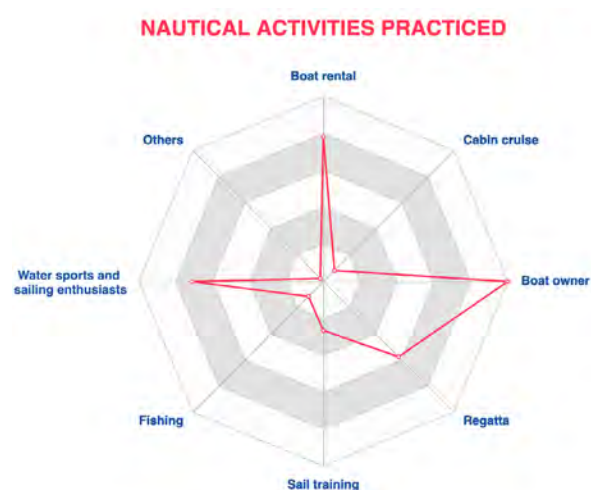 NAUTICAL ACTIVITIES PRACTICED
Boat rental
Others
Cabin cruise
Water sports and
sailing enthusiasts
Boat owner
Fishing
Regatta
Sail training